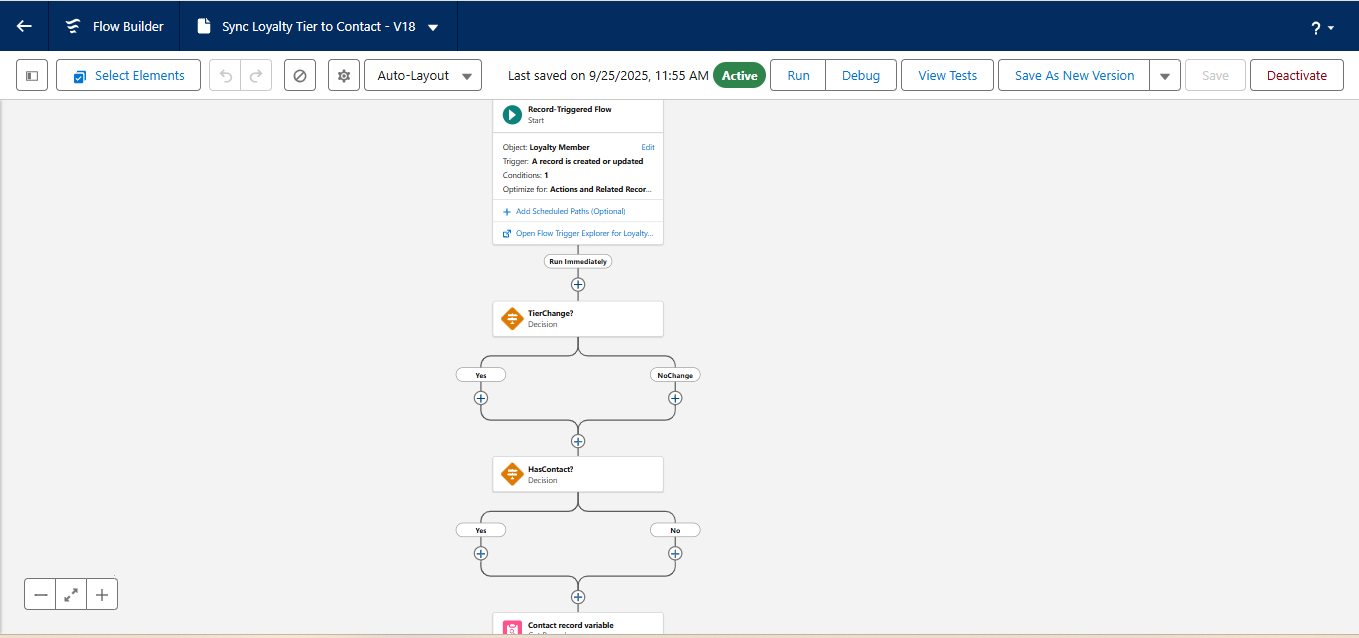 Flow Builder
Sync Loyalty Tier to Contact - V18
?
Select Elements
Auto-Layout
Last saved on 9/25/2025, 11:55 AM
Active
Run
Debug
View Tests
Save As New Version
Save
Deactivate
Record-Triggered Flow
Start
Object: Loyalty Member
Edit
Trigger: A record is created or updated
Conditions: 1
Optimize for: Actions and Related Recor...
Add Scheduled Paths (Optional)
Open Flow Trigger Explorer for Loyalty...
Run Immediately
TierChange?
Decision
Yes
NoChange
HasContact?
Decision
Yes
No
Contact record variable